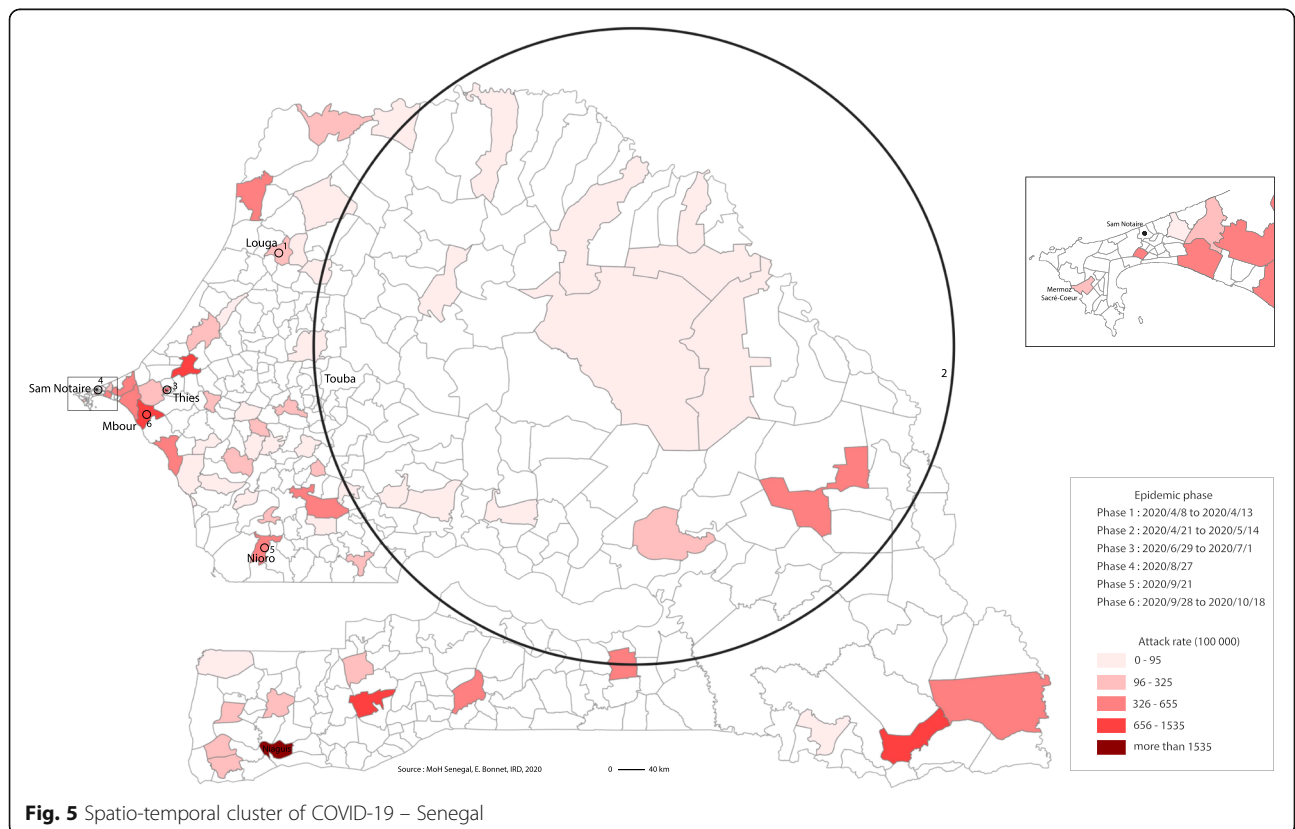 Louga 1
Sam Notaire
4
3
Thies
Mbour 6
Touba
2
5
Nioro
Sam Notaire
Mermoz
Sacré-Coeur
Epidemic phase
Phase 1 : 2020/4/8 to 2020/4/13
Phase 2 : 2020/4/21 to 2020/5/14
Phase 3 : 2020/6/29 to 2020/7/1
Phase 4 : 2020/8/27
Phase 5 : 2020/9/21
Phase 6 : 2020/9/28 to 2020/10/18
Attack rate (100 000)
0 - 95
96 - 325
326 - 655
656 - 1535
more than 1535
Source : MoH Senegal, E. Bonnet, IRD, 2020
0 40 km
Fig. 5 Spatio-temporal cluster of COVID-19 – Senegal